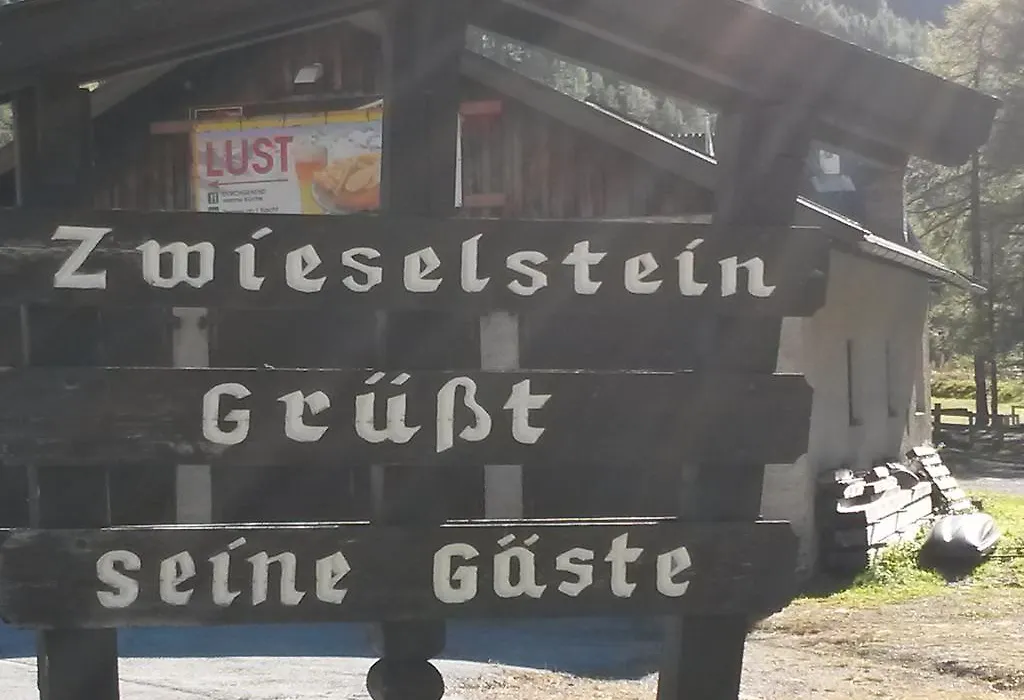 LUST
Zwieselstein
Grüßt
seine Gäste